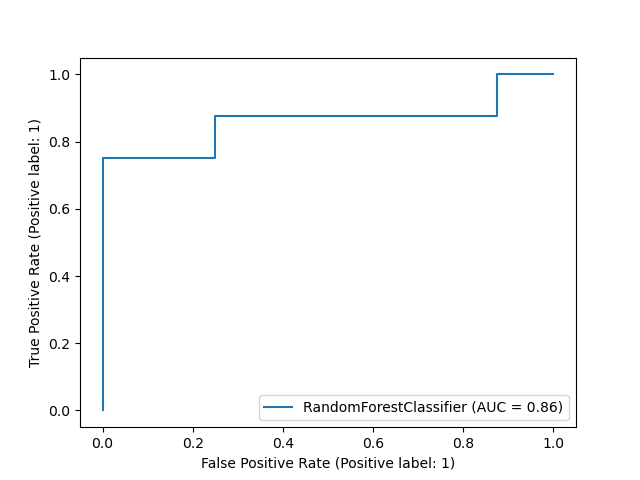 1.0
0.8
0.6
0.4
0.2
0.0
True Positive Rate (Positive label: 1)
RandomForestClassifier (AUC = 0.86)
0.0 0.2 0.4 0.6 0.8 1.0
False Positive Rate (Positive label: 1)